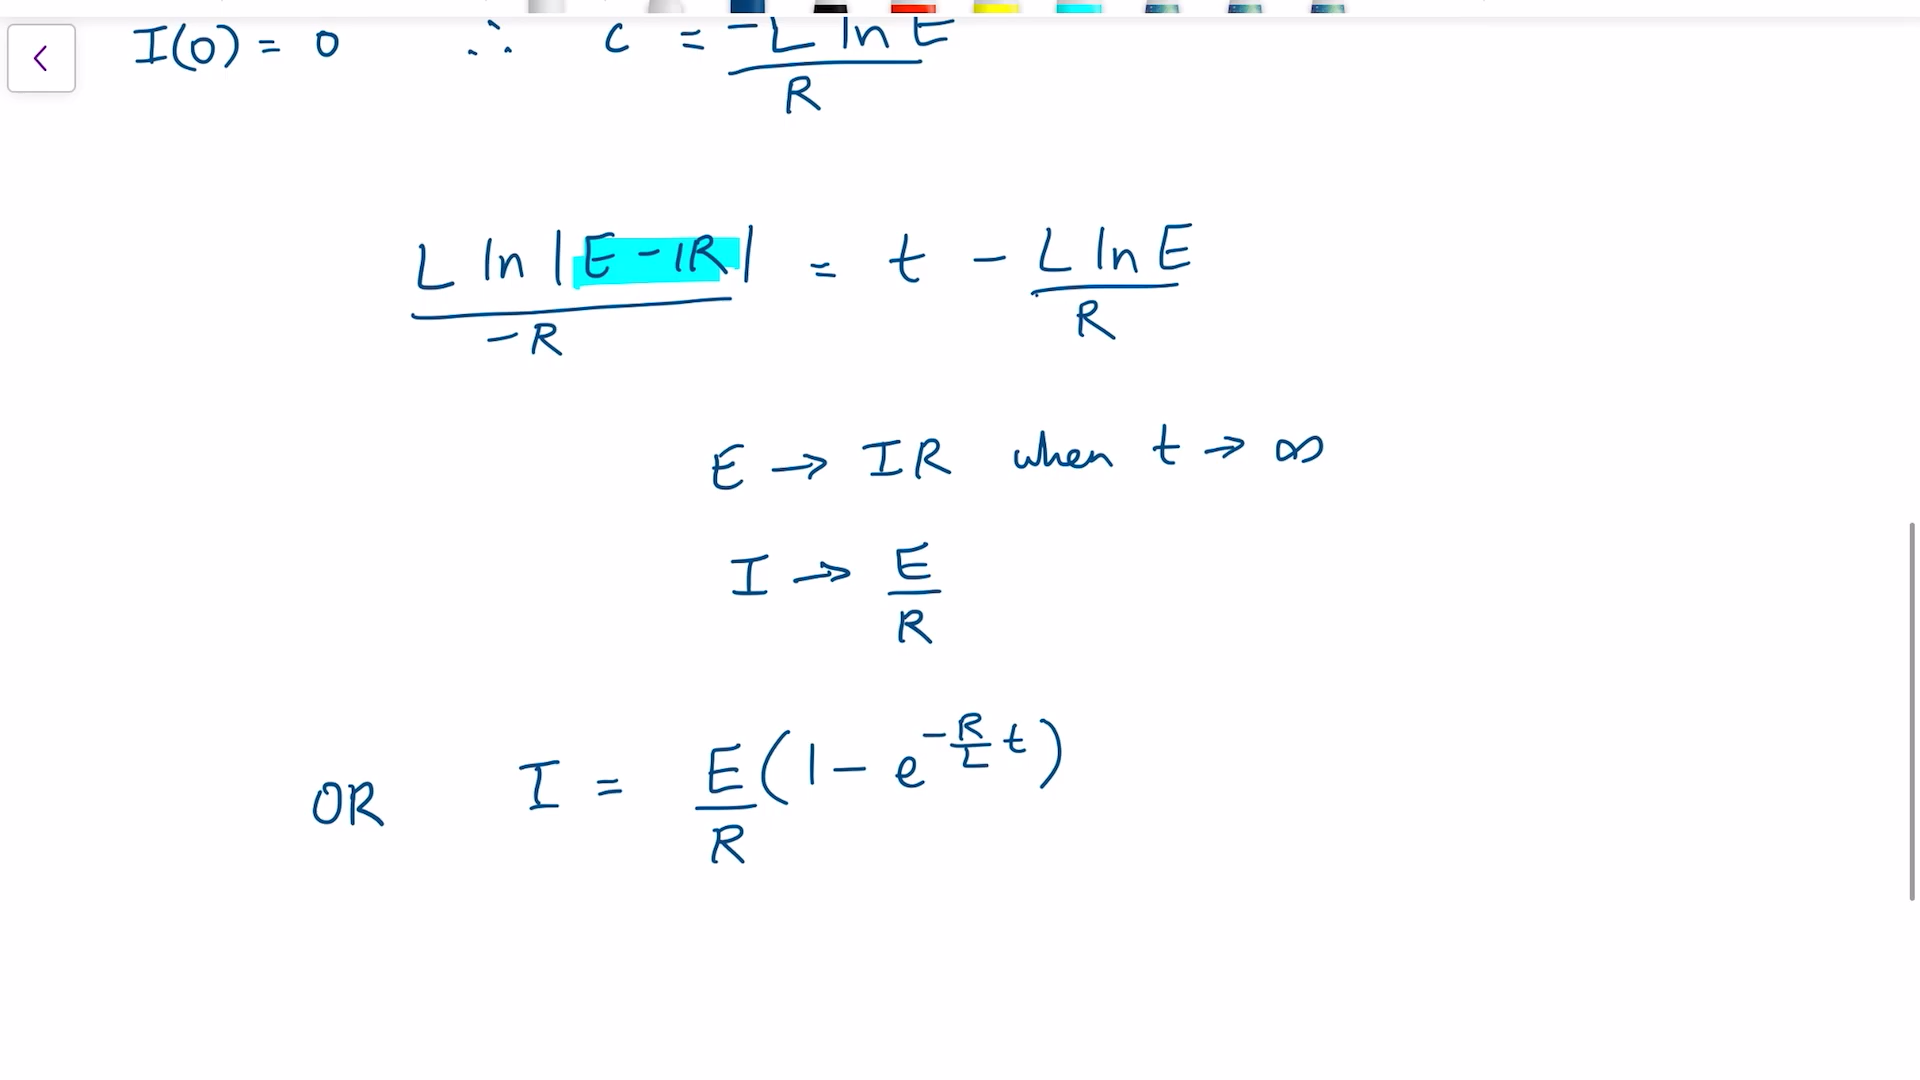 I(0) = 0 ∴ c = -L ln E / R
L ln |E - IR| / -R = t - L ln E / R
E → IR when t → ∞
I → E / R
OR I = E / R (1 - e^{-R/L t})